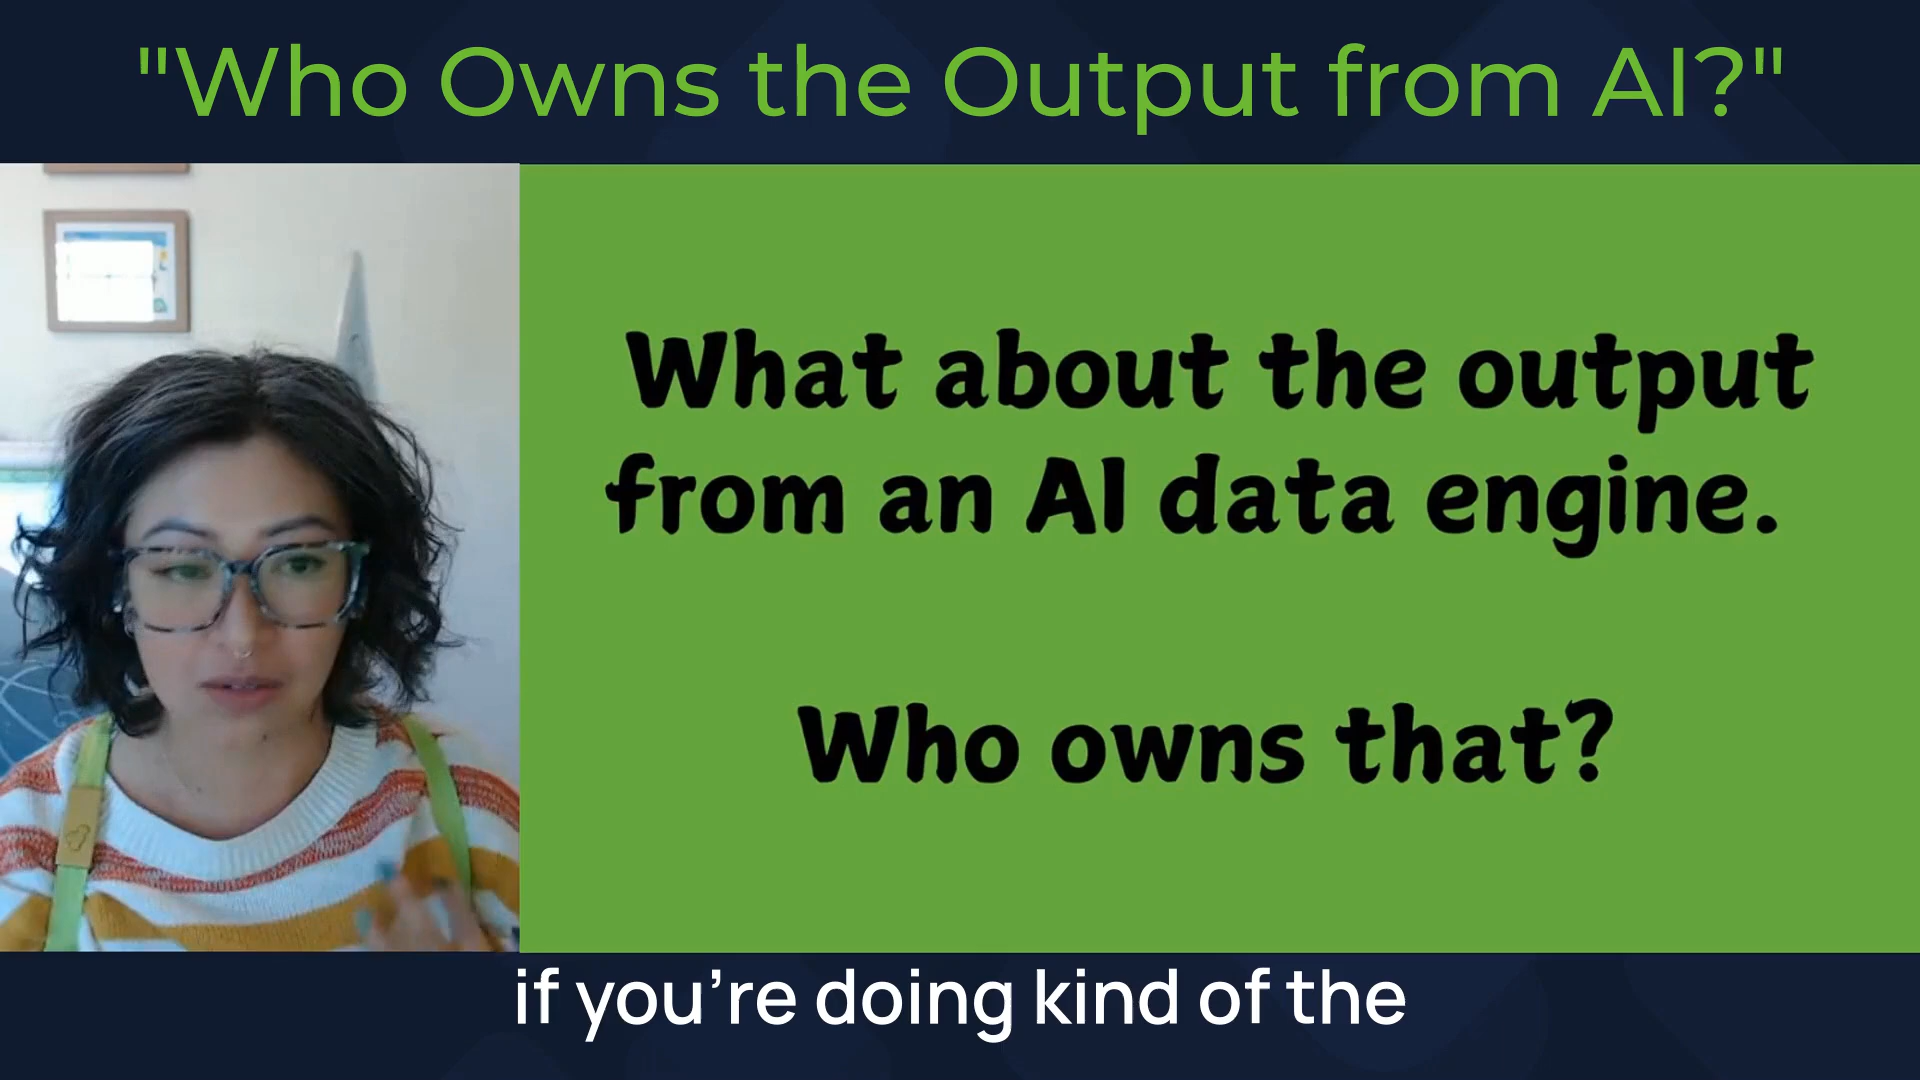 "Who Owns the Output from AI?"
What about the output
from an AI data engine.
Who owns that?
if you’re doing kind of the